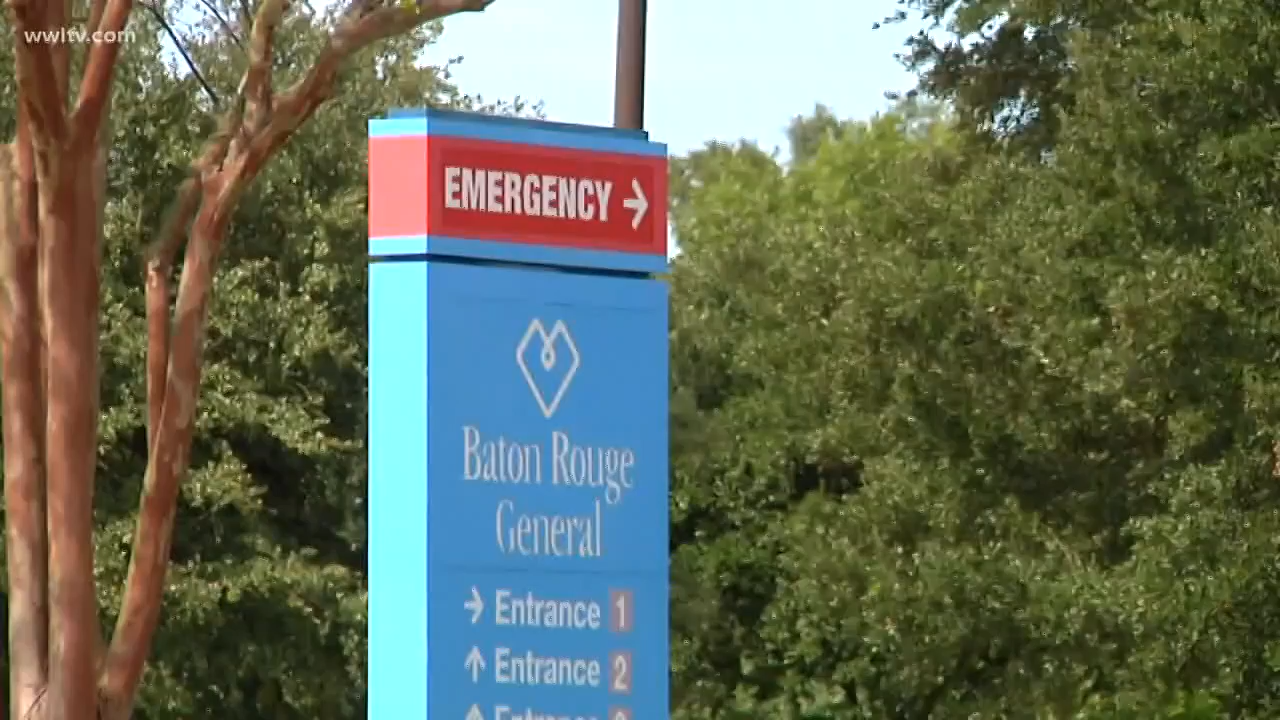 wwltv.com
EMERGENCY →
Baton Rouge
General
→ Entrance 1
↑ Entrance 2